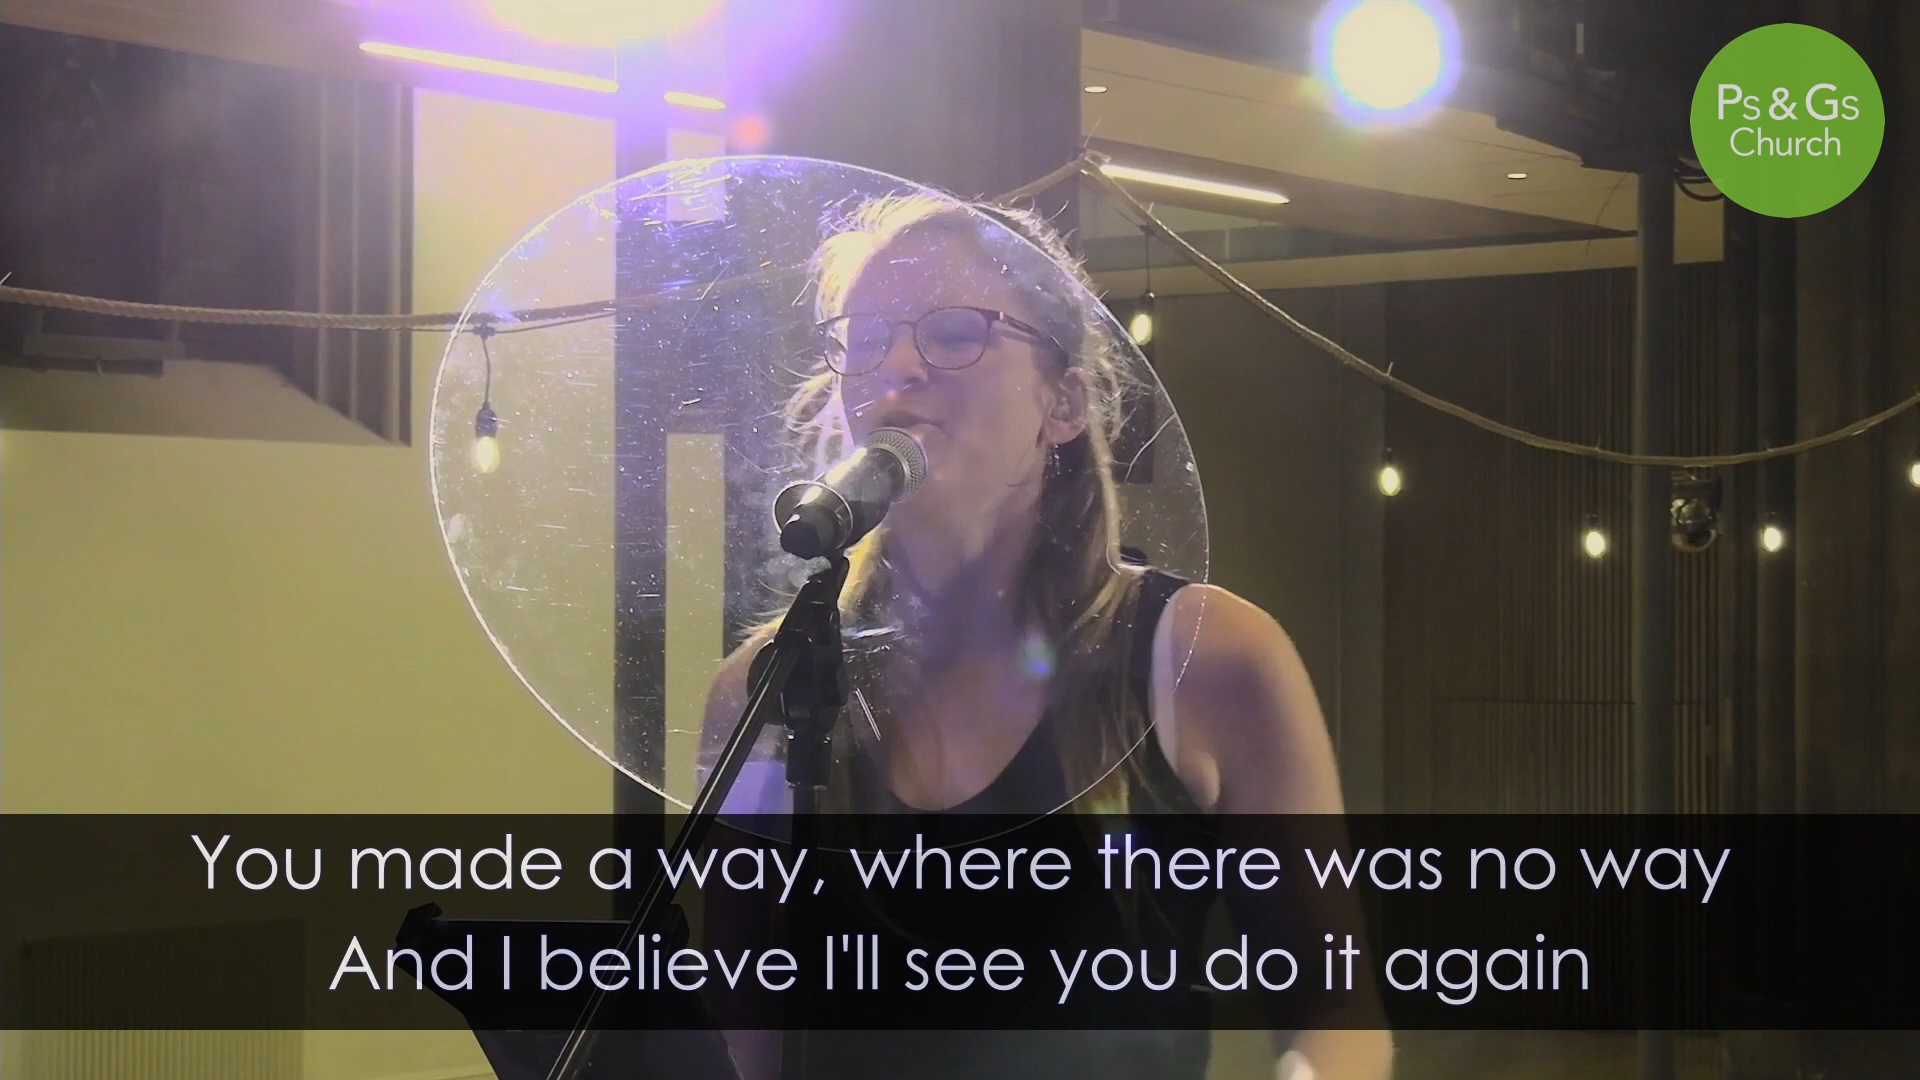 Ps & Gs
Church
You made a way, where there was no way
And I believe I'll see you do it again